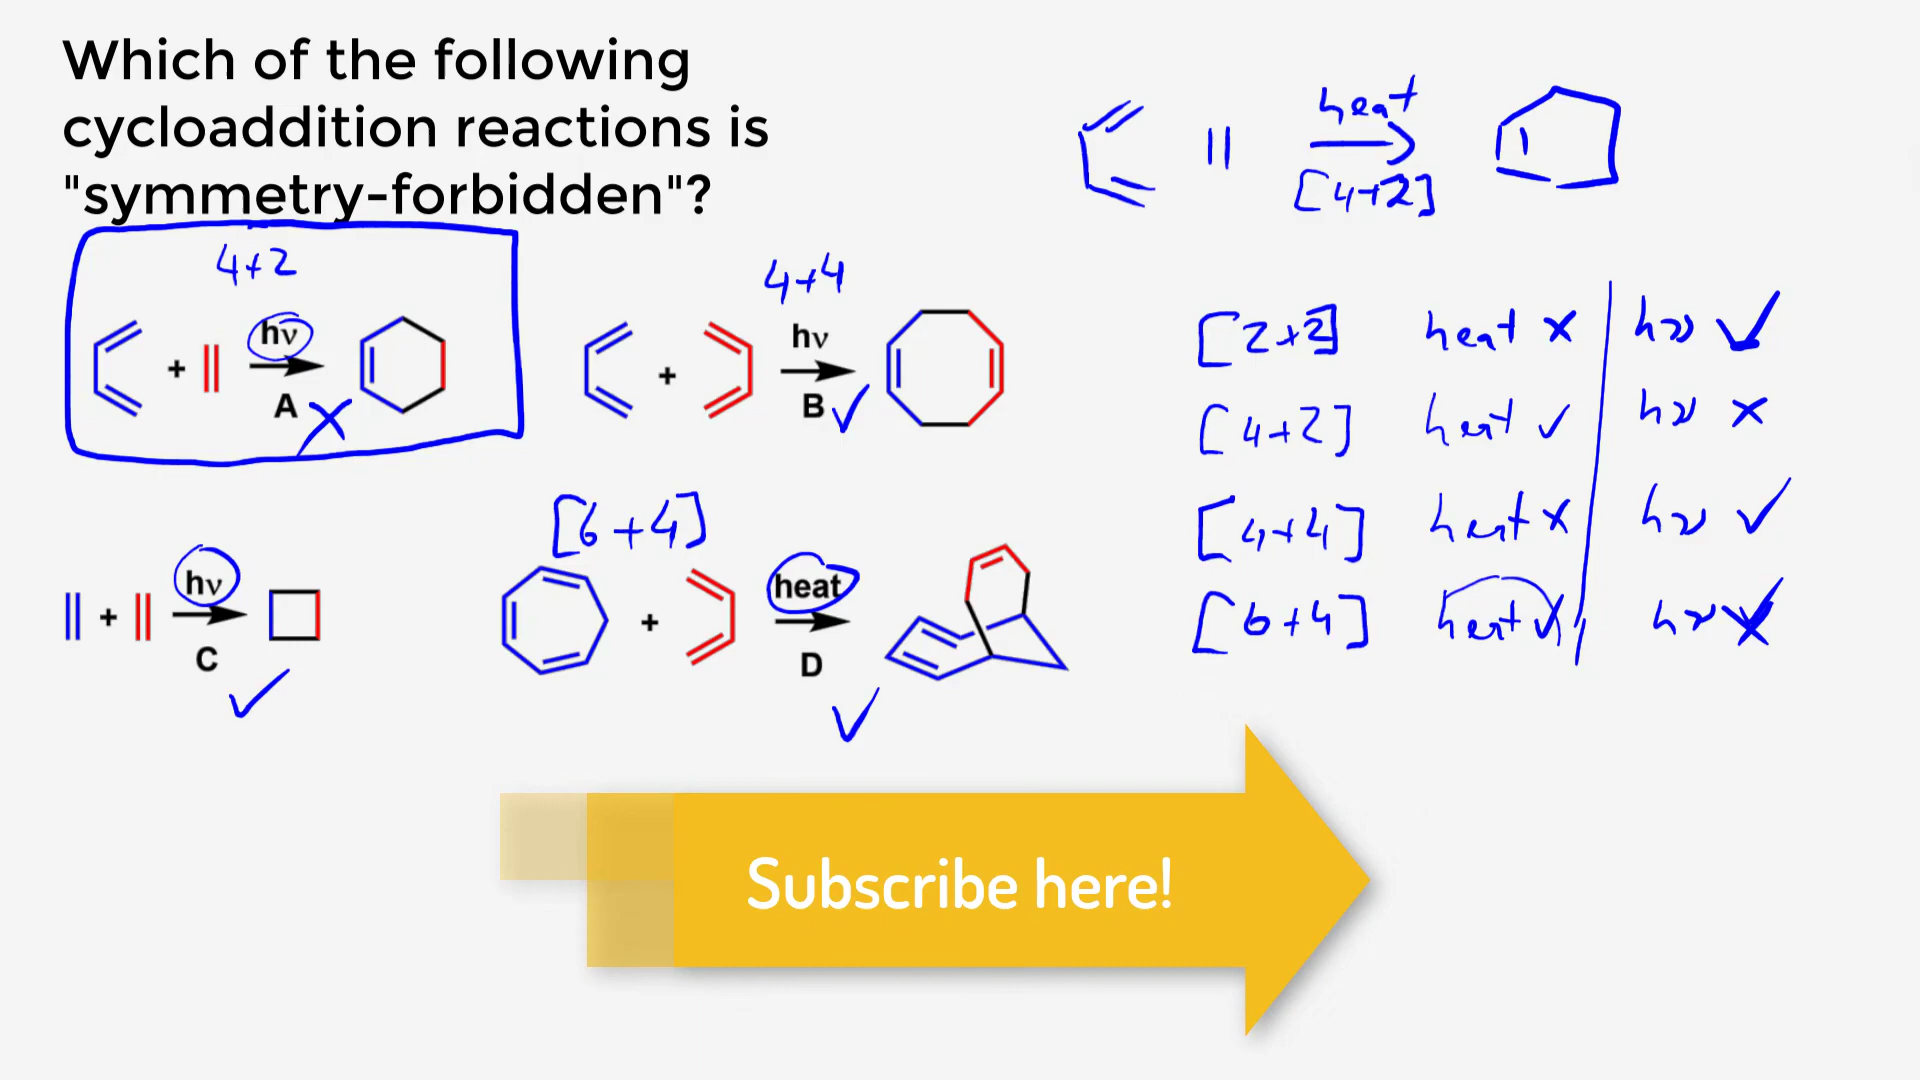 Which of the following
cycloaddition reactions is
"symmetry-forbidden"?
heat
[4+2]
4+2
hν
+
A
4+4
hν
+
B
[2+2] heat x hν ✓
[4+2] heat ✓ hν x
[4+4] heat x hν ✓
[6+4] heat ✓ hν x
hν
+
C
[6+4]
heat
+
D
Subscribe here!